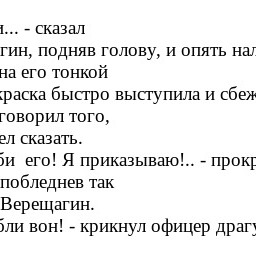 ... - сказал
гин, подняв голову, и опять нал
на его тонкой
краска быстро выступила и сбеж
говорил того,
ел сказать.
би его! Я приказываю!.. - прокр
побледнев так
Верещагин.
бли вон! - крикнул офицер драгу